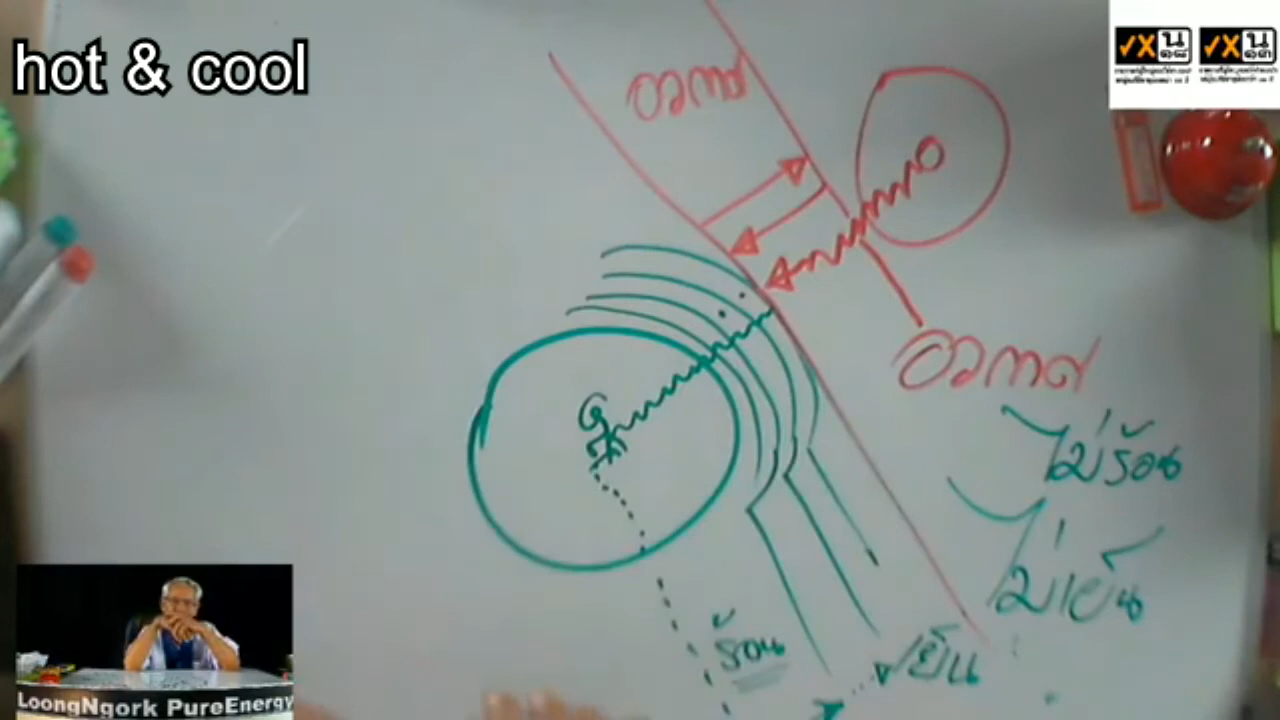 hot & cool
อวกาศ
อวกาศ
ไม่ร้อน
ไม่เย็น
ร้อน
เย็น
LoongNgork PureEnergy